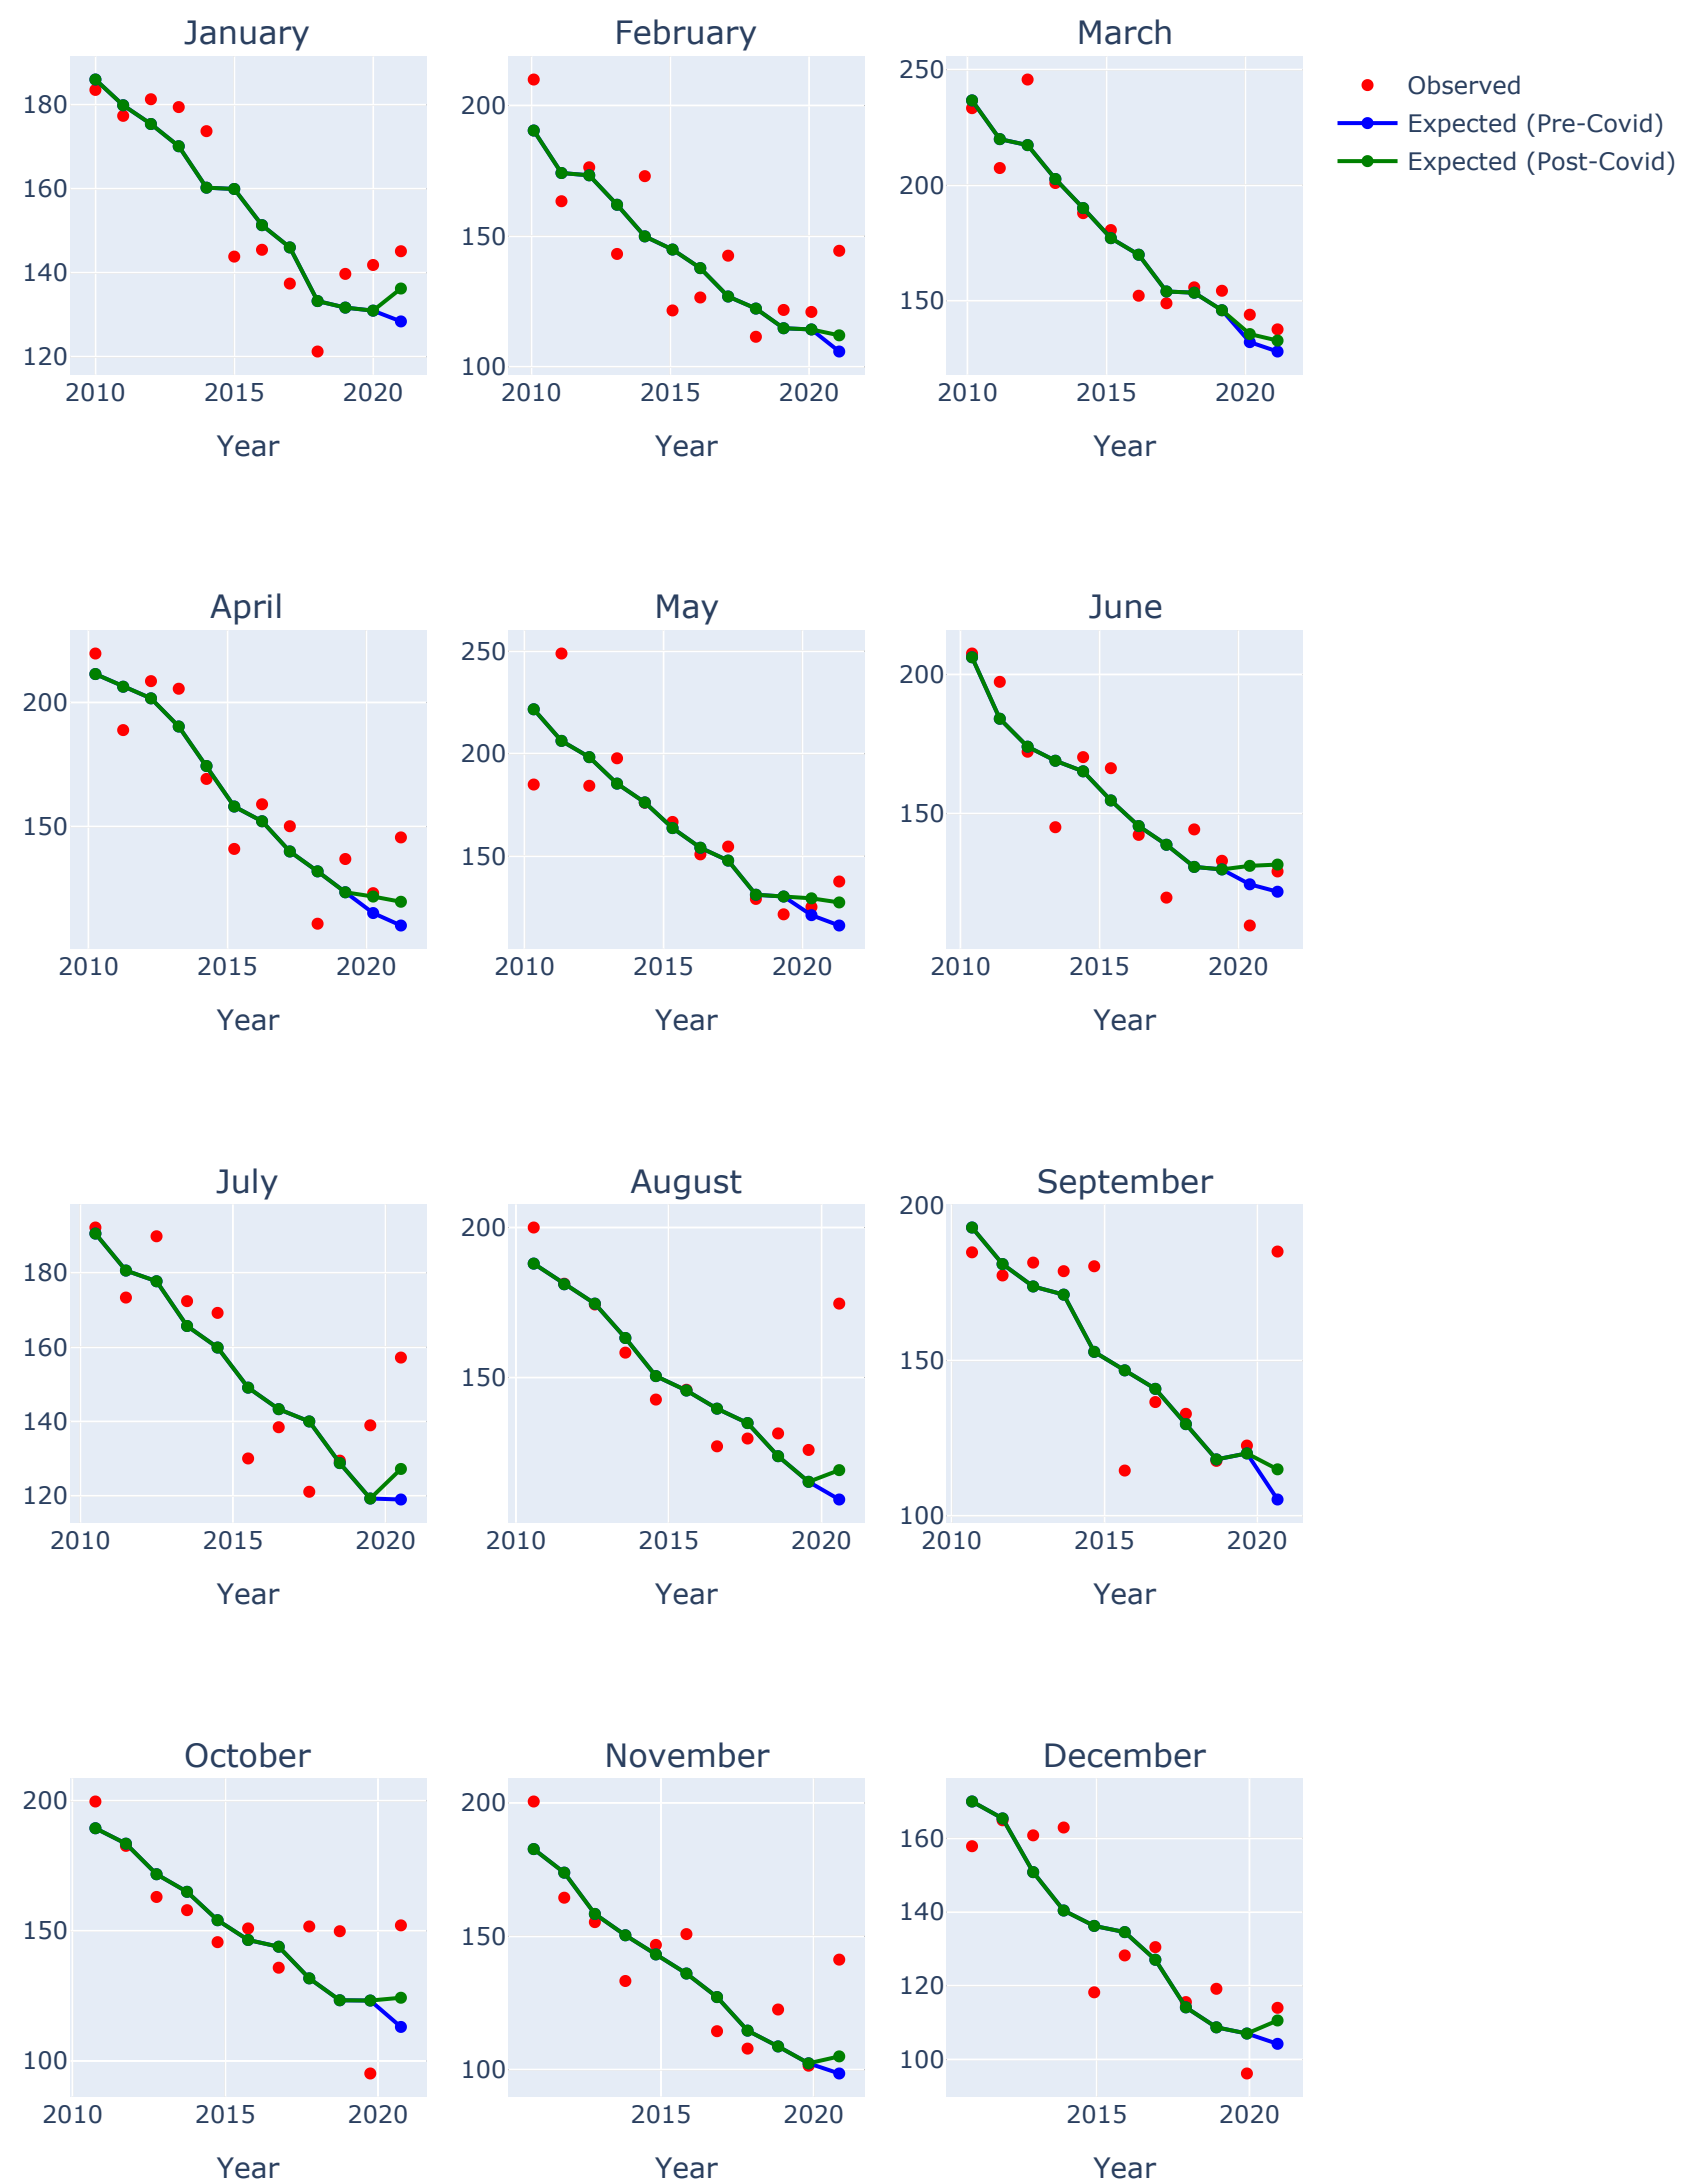 January
February
March
180
160
140
120
2010
2015
2020
Year
200
150
100
2010
2015
2020
Year
250
200
150
2010
2015
2020
Year
Observed
Expected (Pre-Covid)
Expected (Post-Covid)
April
May
June
200
150
2010
2015
2020
Year
250
200
150
2010
2015
2020
Year
200
150
2010
2015
2020
Year
July
August
September
180
160
140
120
2010
2015
2020
Year
200
150
2010
2015
2020
Year
200
150
100
2010
2015
2020
Year
October
November
December
200
150
100
2010
2015
2020
Year
200
150
100
2015
2020
Year
160
140
120
100
2015
2020
Year